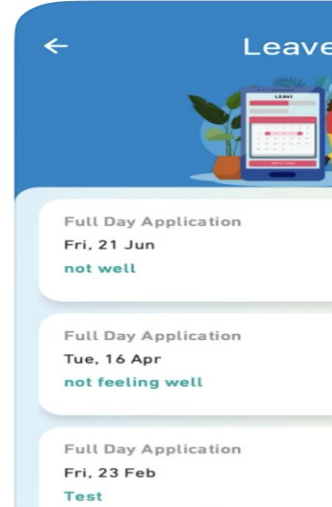 Leave
LEAVE
Full Day Application
Fri, 21 Jun
not well
Full Day Application
Tue, 16 Apr
not feeling well
Full Day Application
Fri, 23 Feb
Test